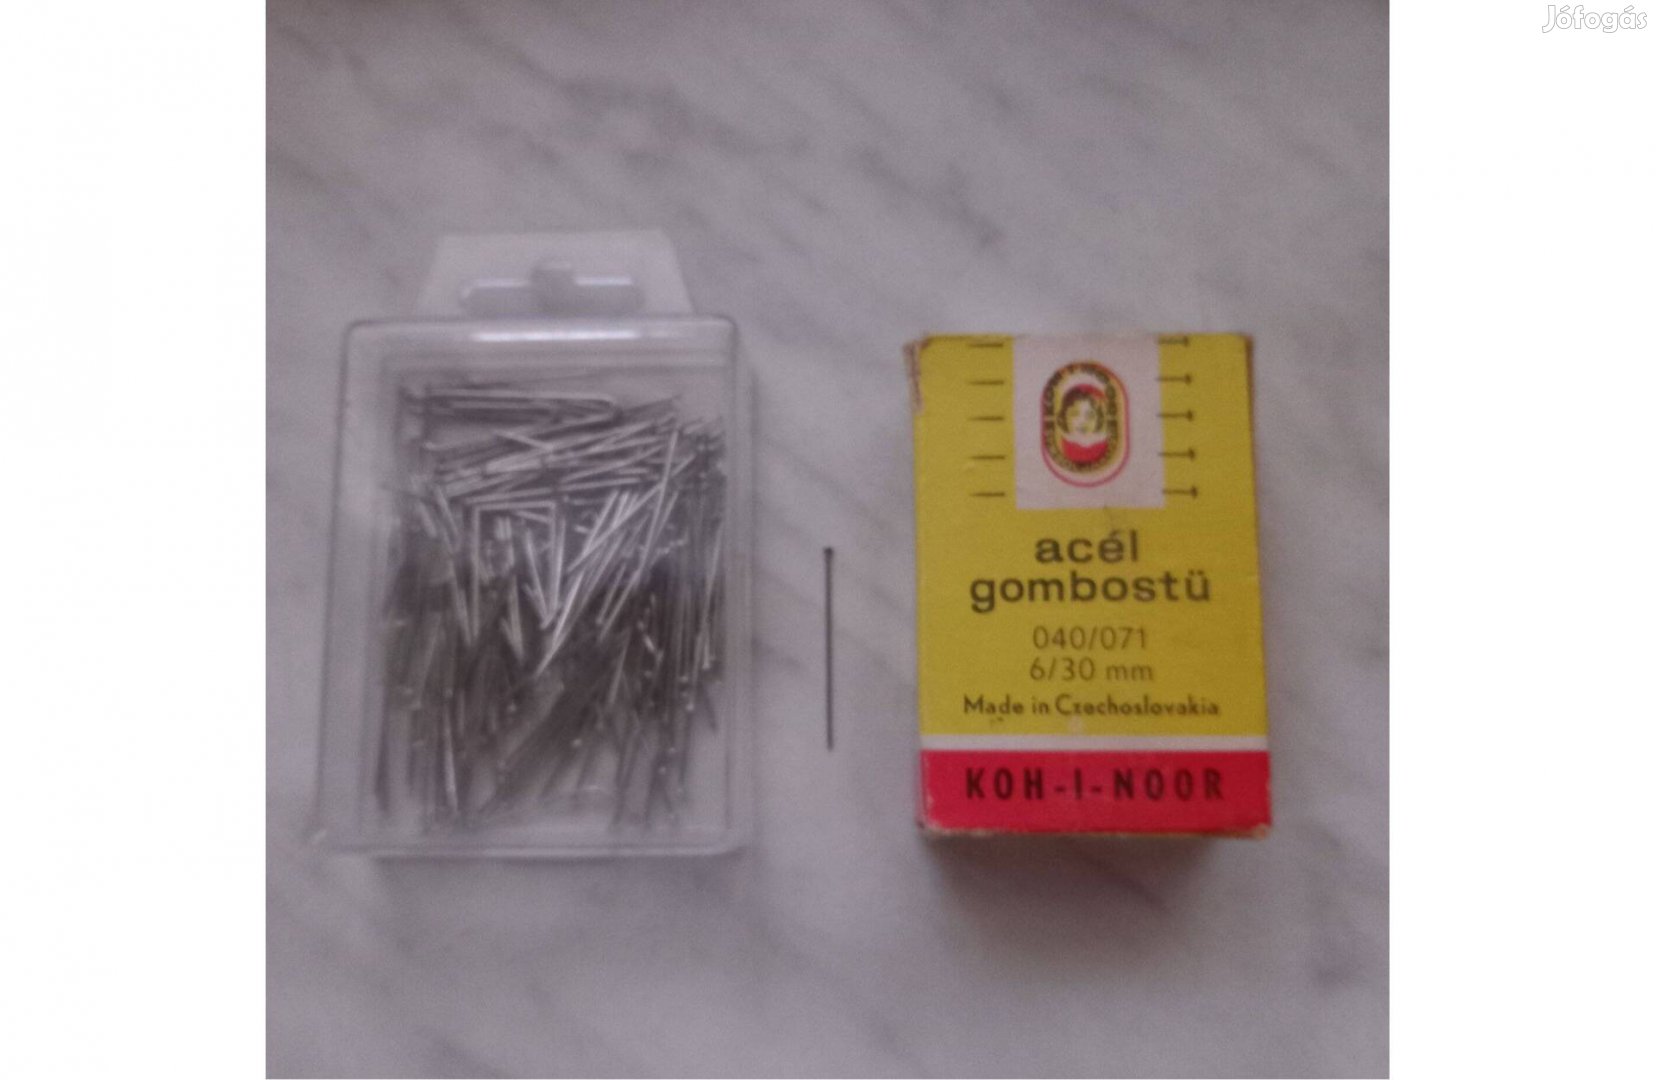 Jófogás
acél
gombostü
040/071
6/30 mm
Made in Czechoslovakia
KOH-I-NOOR